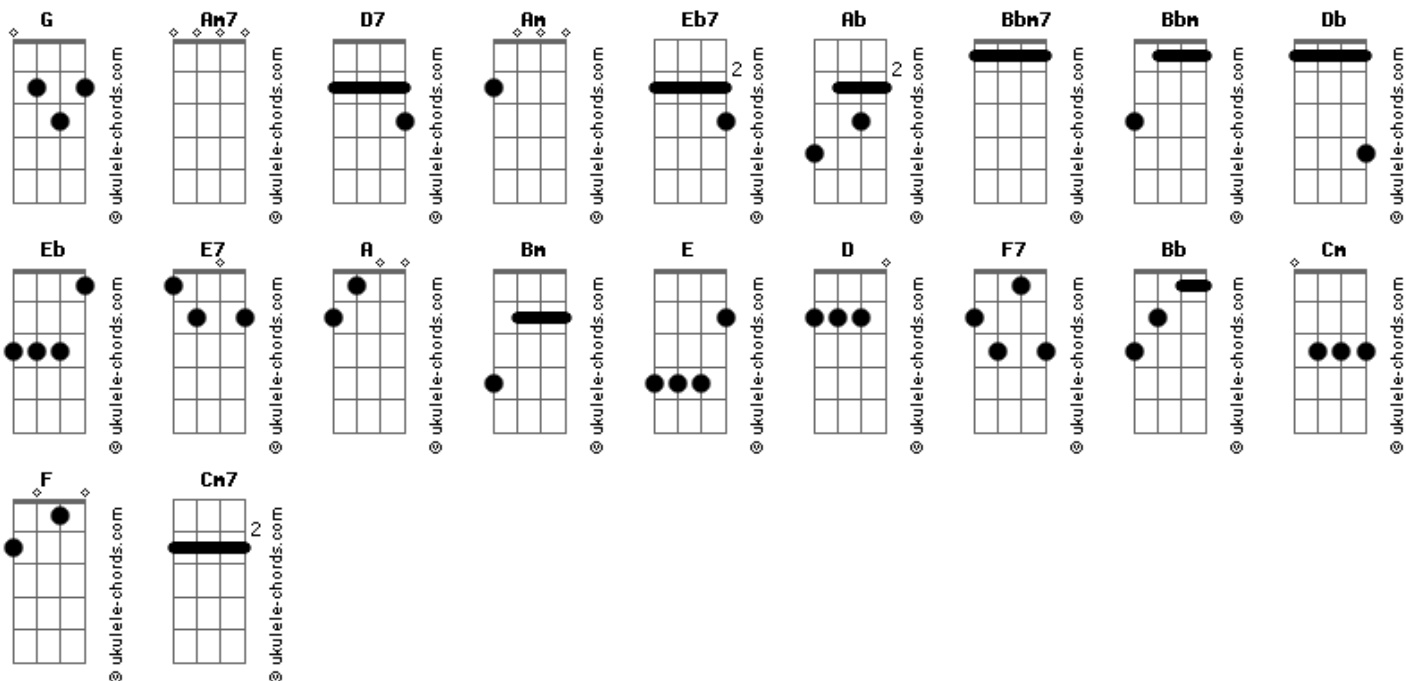 G Am7 D7 Am Eb7 Ab Bbm7 Bbm Db
2 2
© ukulele-chords.com © ukulele-chords.com © ukulele-chords.com © ukulele-chords.com © ukulele-chords.com © ukulele-chords.com © ukulele-chords.com © ukulele-chords.com © ukulele-chords.com
Eb E7 A Bm E D F7 Bb Cm
© ukulele-chords.com © ukulele-chords.com © ukulele-chords.com © ukulele-chords.com © ukulele-chords.com © ukulele-chords.com © ukulele-chords.com © ukulele-chords.com © ukulele-chords.com
F Cm7
2
© ukulele-chords.com © ukulele-chords.com